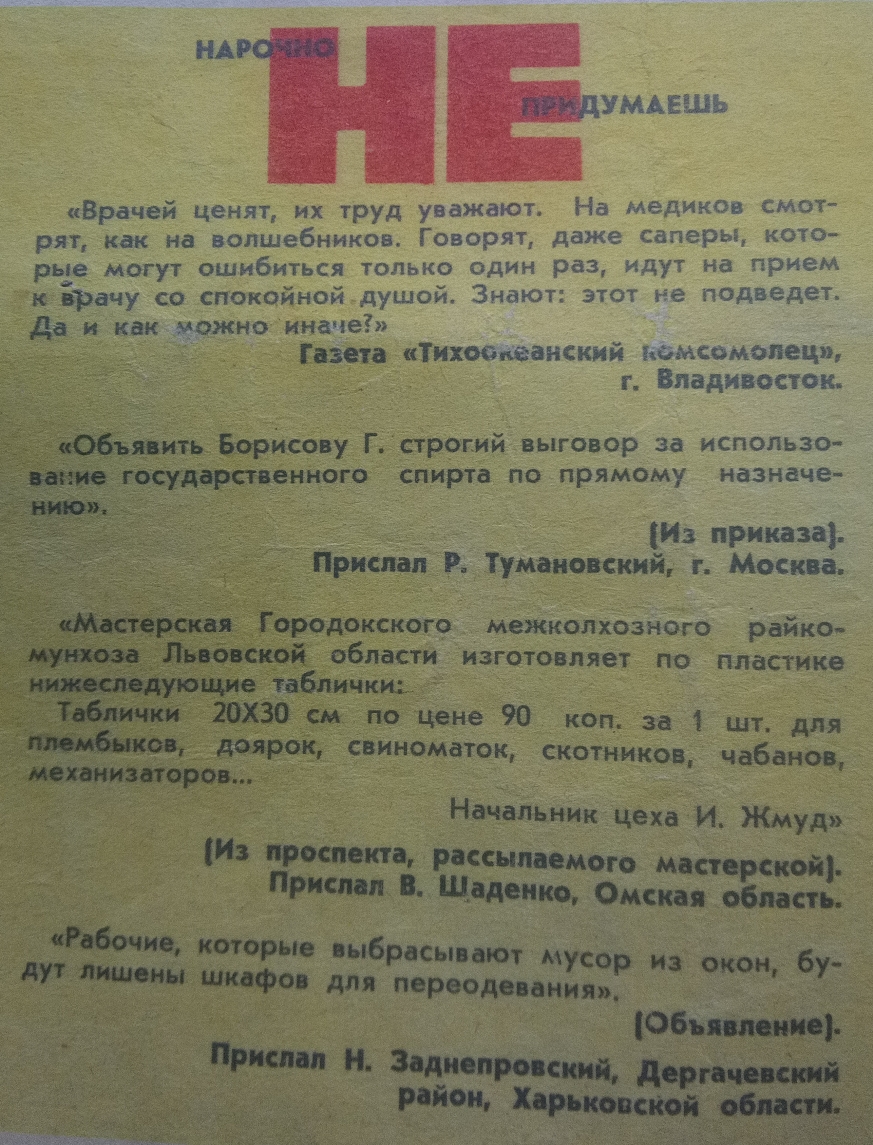 НАРОЧНО
НЕ
ПРИДУМАЕШЬ
«Врачей ценят, их труд уважают. На медиков смот-
рят, как на волшебников. Говорят, даже саперы, кото-
рые могут ошибиться только один раз, идут на прием
к врачу со спокойной душой. Знают: этот не подведет.
Да и как можно иначе?»
Газета «Тихоокеанский комсомолец»,
г. Владивосток.
«Объявить Борисову Г. строгий выговор за использо-
вание государственного спирта по прямому назначе-
нию».
(Из приказа).
Прислал Р. Тумановский, г. Москва.
«Мастерская Городокского межколхозного райко-
мунхоза Львовской области изготовляет по пластике
нижеследующие таблички:
Таблички 20X30 см по цене 90 коп. за 1 шт. для
плембыков, доярок, свиноматок, скотников, чабанов,
механизаторов...
Начальник цеха И. Жмуд»
(Из проспекта, рассылаемого мастерской).
Прислал В. Шаденко, Омская область.
«Рабочие, которые выбрасывают мусор из окон, бу-
дут лишены шкафов для переодевания».
(Объявление).
Прислал Н. Заднепровский, Дергачевский
район, Харьковской области.